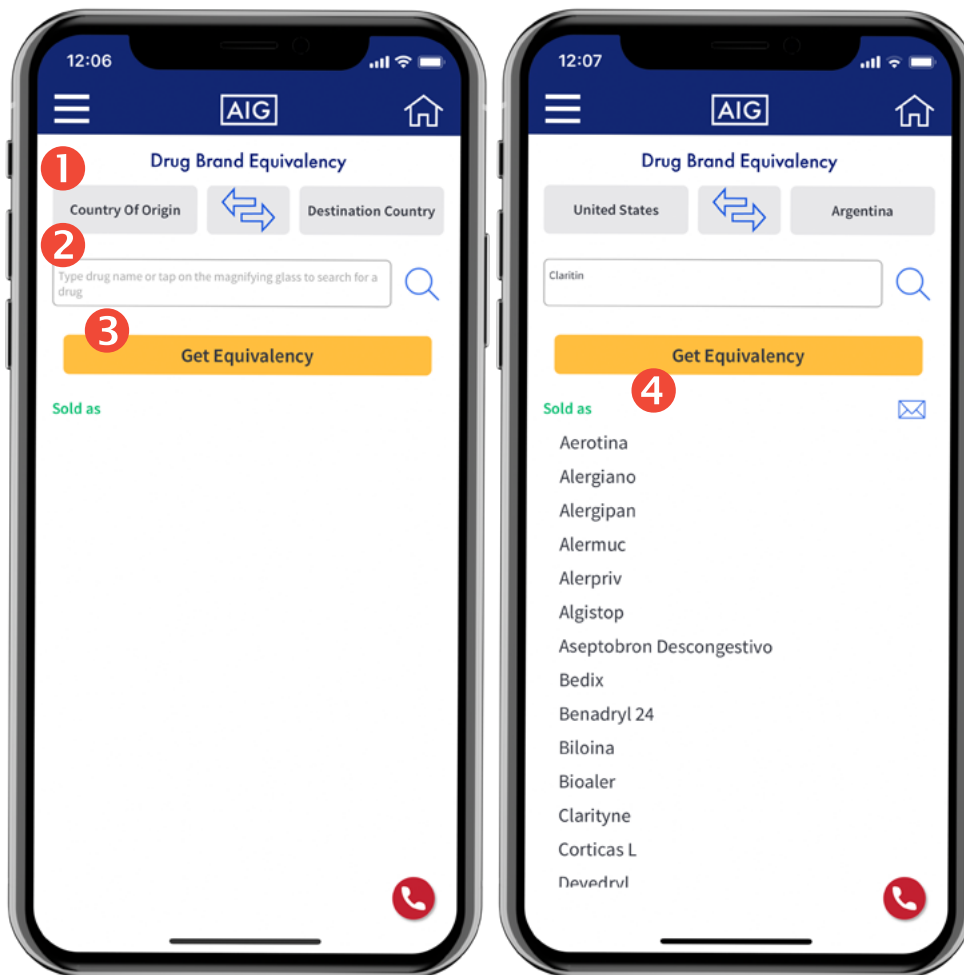 12:06
AIG
Drug Brand Equivalency
1
Country Of Origin
Destination Country
2
Type drug name or tap on the magnifying glass to search for a
drug
3
Get Equivalency
Sold as
12:07
AIG
Drug Brand Equivalency
United States
Argentina
Claritin
Get Equivalency
4
Sold as
Aerotina
Alergiano
Alergipan
Alermuc
Alerpriv
Algistop
Aseptobron Descongestivo
Bedix
Benadryl 24
Biloina
Bioaler
Clarityne
Corticas L
Devedryl